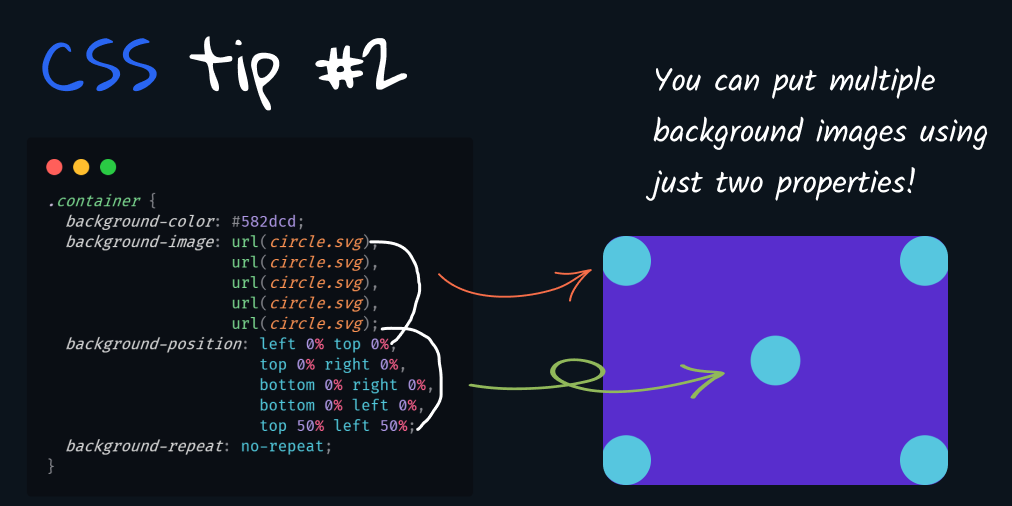 CSS tip #2
You can put multiple
background images using
just two properties!
.container {
background-color: #582dcd;
background-image: url(circle.svg),
url(circle.svg),
url(circle.svg),
url(circle.svg),
url(circle.svg);
background-position: left 0% top 0%,
top 0% right 0%,
bottom 0% right 0%,
bottom 0% left 0%,
top 50% left 50%;
background-repeat: no-repeat;
}